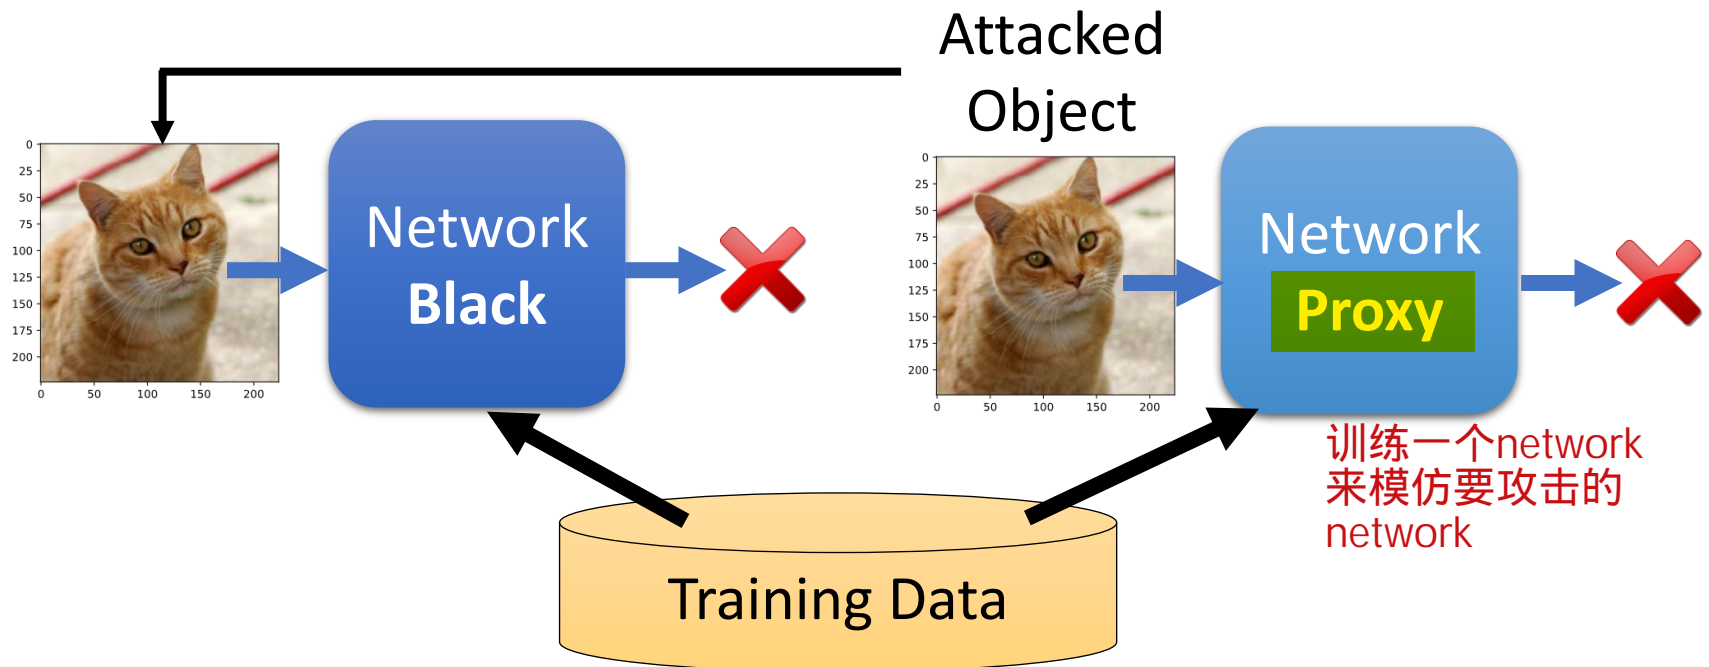 Attacked
Object
0
25
50
75
100
125
150
175
200
0 50 100 150 200
Network
Black
0
25
50
75
100
125
150
175
200
0 50 100 150 200
Network
Proxy
训练一个network
来模仿要攻击的
network
Training Data